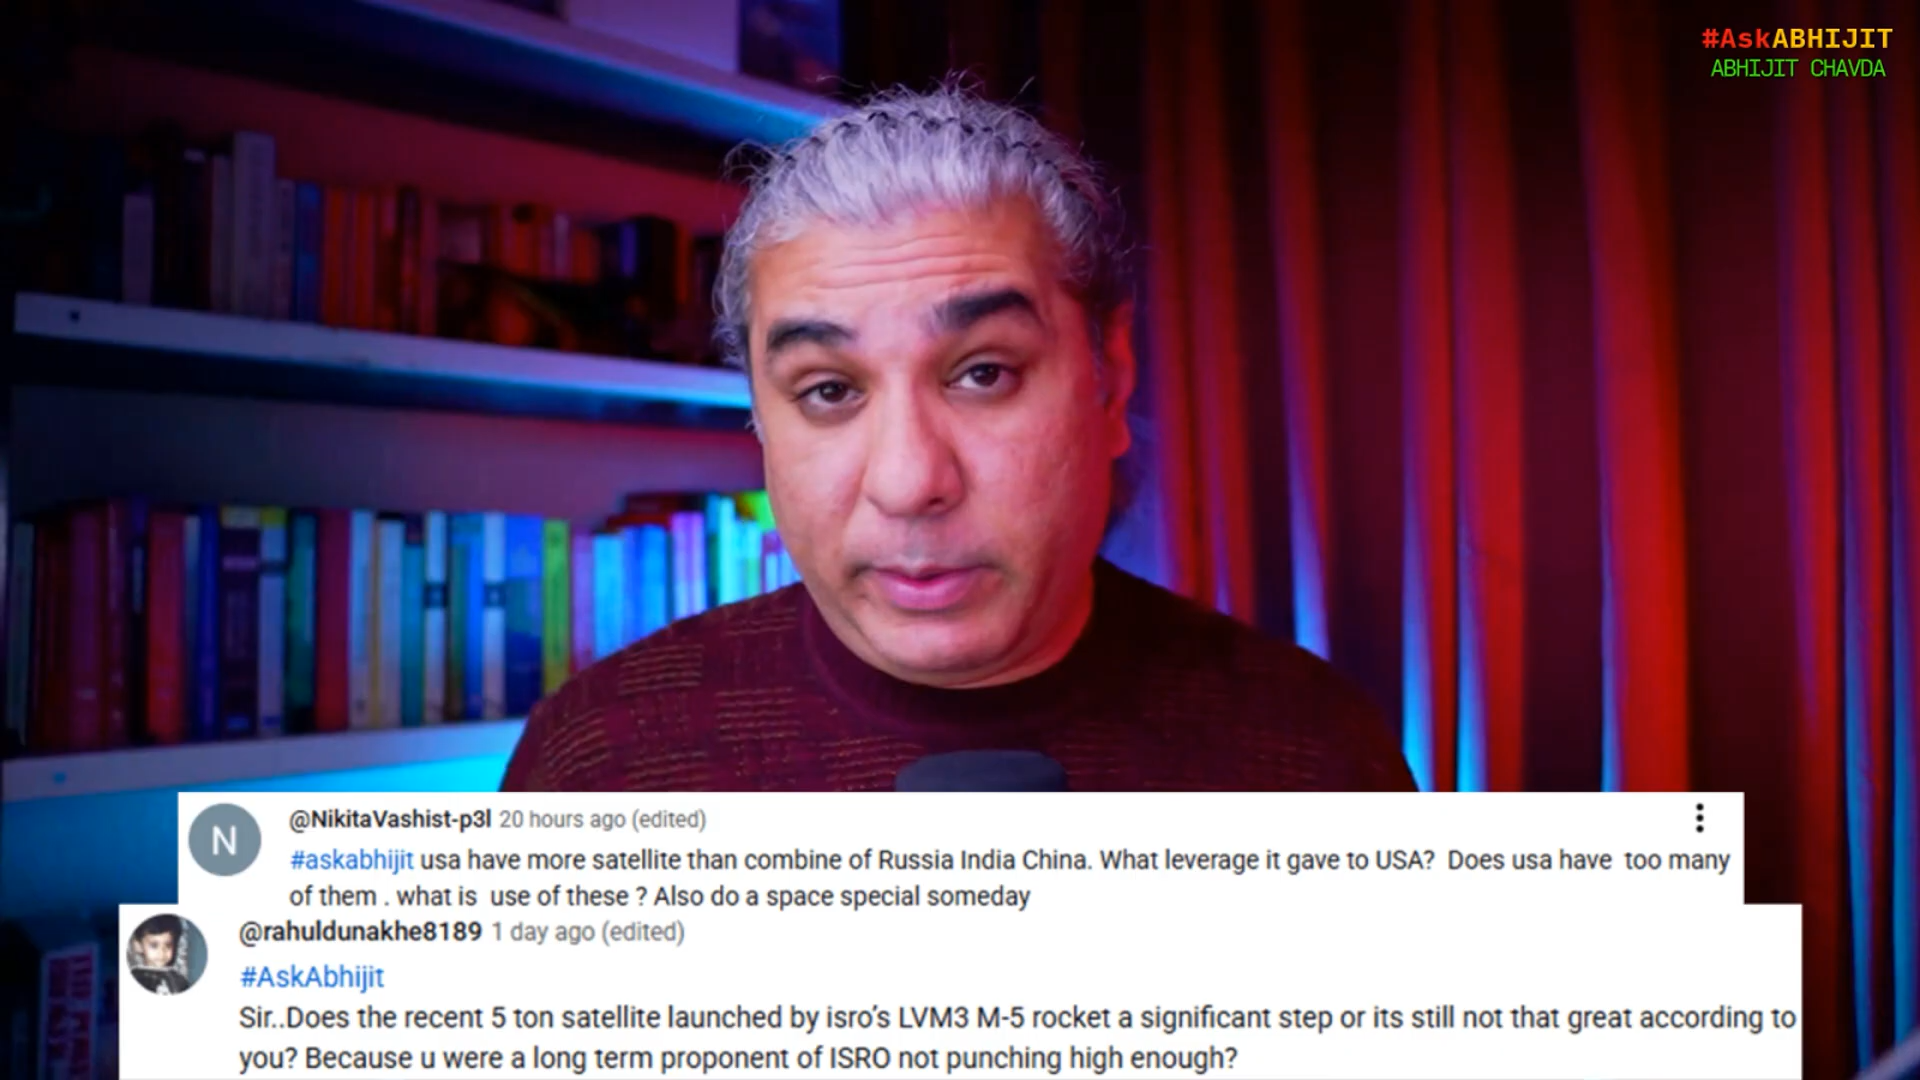 #AskABHIJIT
ABHIJIT CHAVDA
N
@NikitaVashist-p3l 20 hours ago (edited)
#askabhijit usa have more satellite than combine of Russia India China. What leverage it gave to USA? Does usa have too many
of them . what is use of these ? Also do a space special someday
@rahuldunakhe8189 1 day ago (edited)
#AskAbhijit
Sir..Does the recent 5 ton satellite launched by isro's LVM3 M-5 rocket a significant step or its still not that great according to
you? Because u were a long term proponent of ISRO not punching high enough?